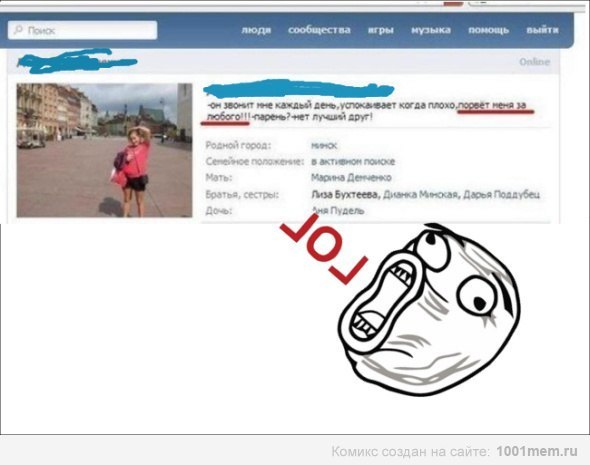 Поиск
люди сообщества игры музыка помощь выйти
Online
-он звонит мне каждый день,успокаивает когда плохо,порвёт меня за
любого!!!-парень?-нет лучший друг!
Родной город: минск
Семейное положение: в активном поиске
Мать: Марина Демченко
Братья, сестры: Лиза Бухтеева, Дианка Минская, Дарья Поддубец
Дочь: Аня Пудель
LOL
Комикс создан на сайте: 1001mem.ru